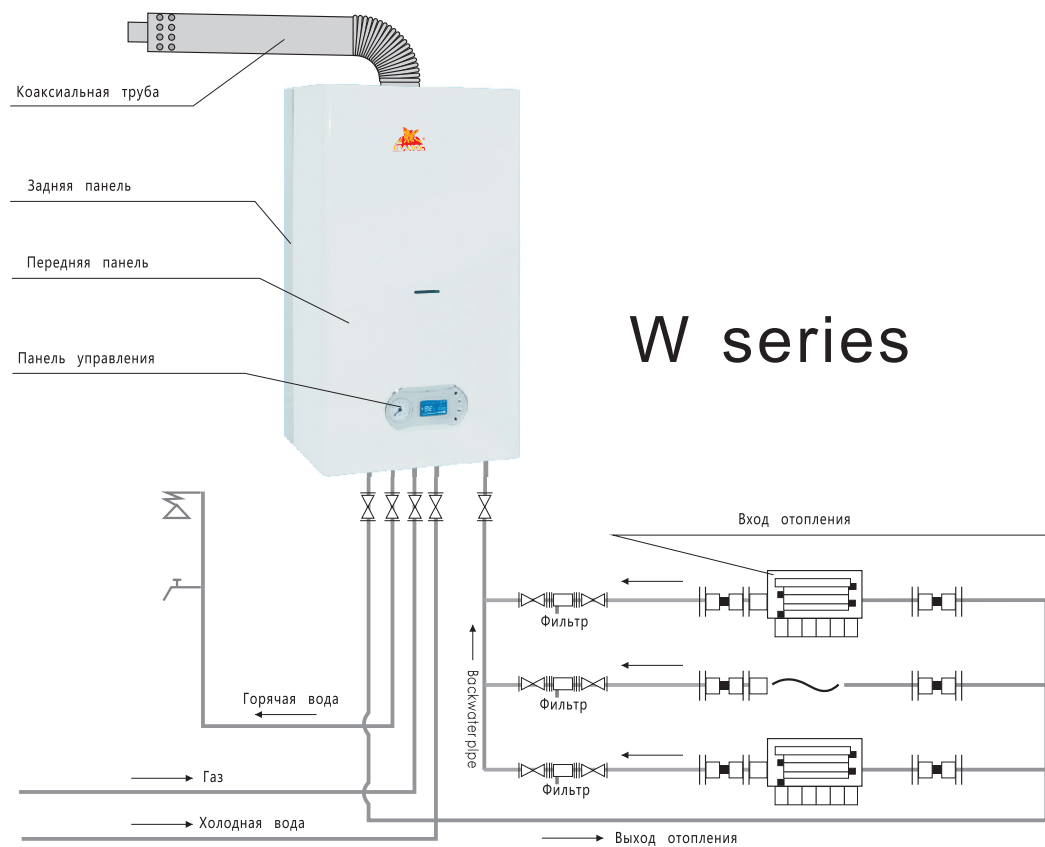 Коаксиальная труба
Задняя панель
Передняя панель
Панель управления
W series
Вход отопления
Фильтр
Backwater pipe
Фильтр
Горячая вода
Газ
Фильтр
Холодная вода
Выход отопления